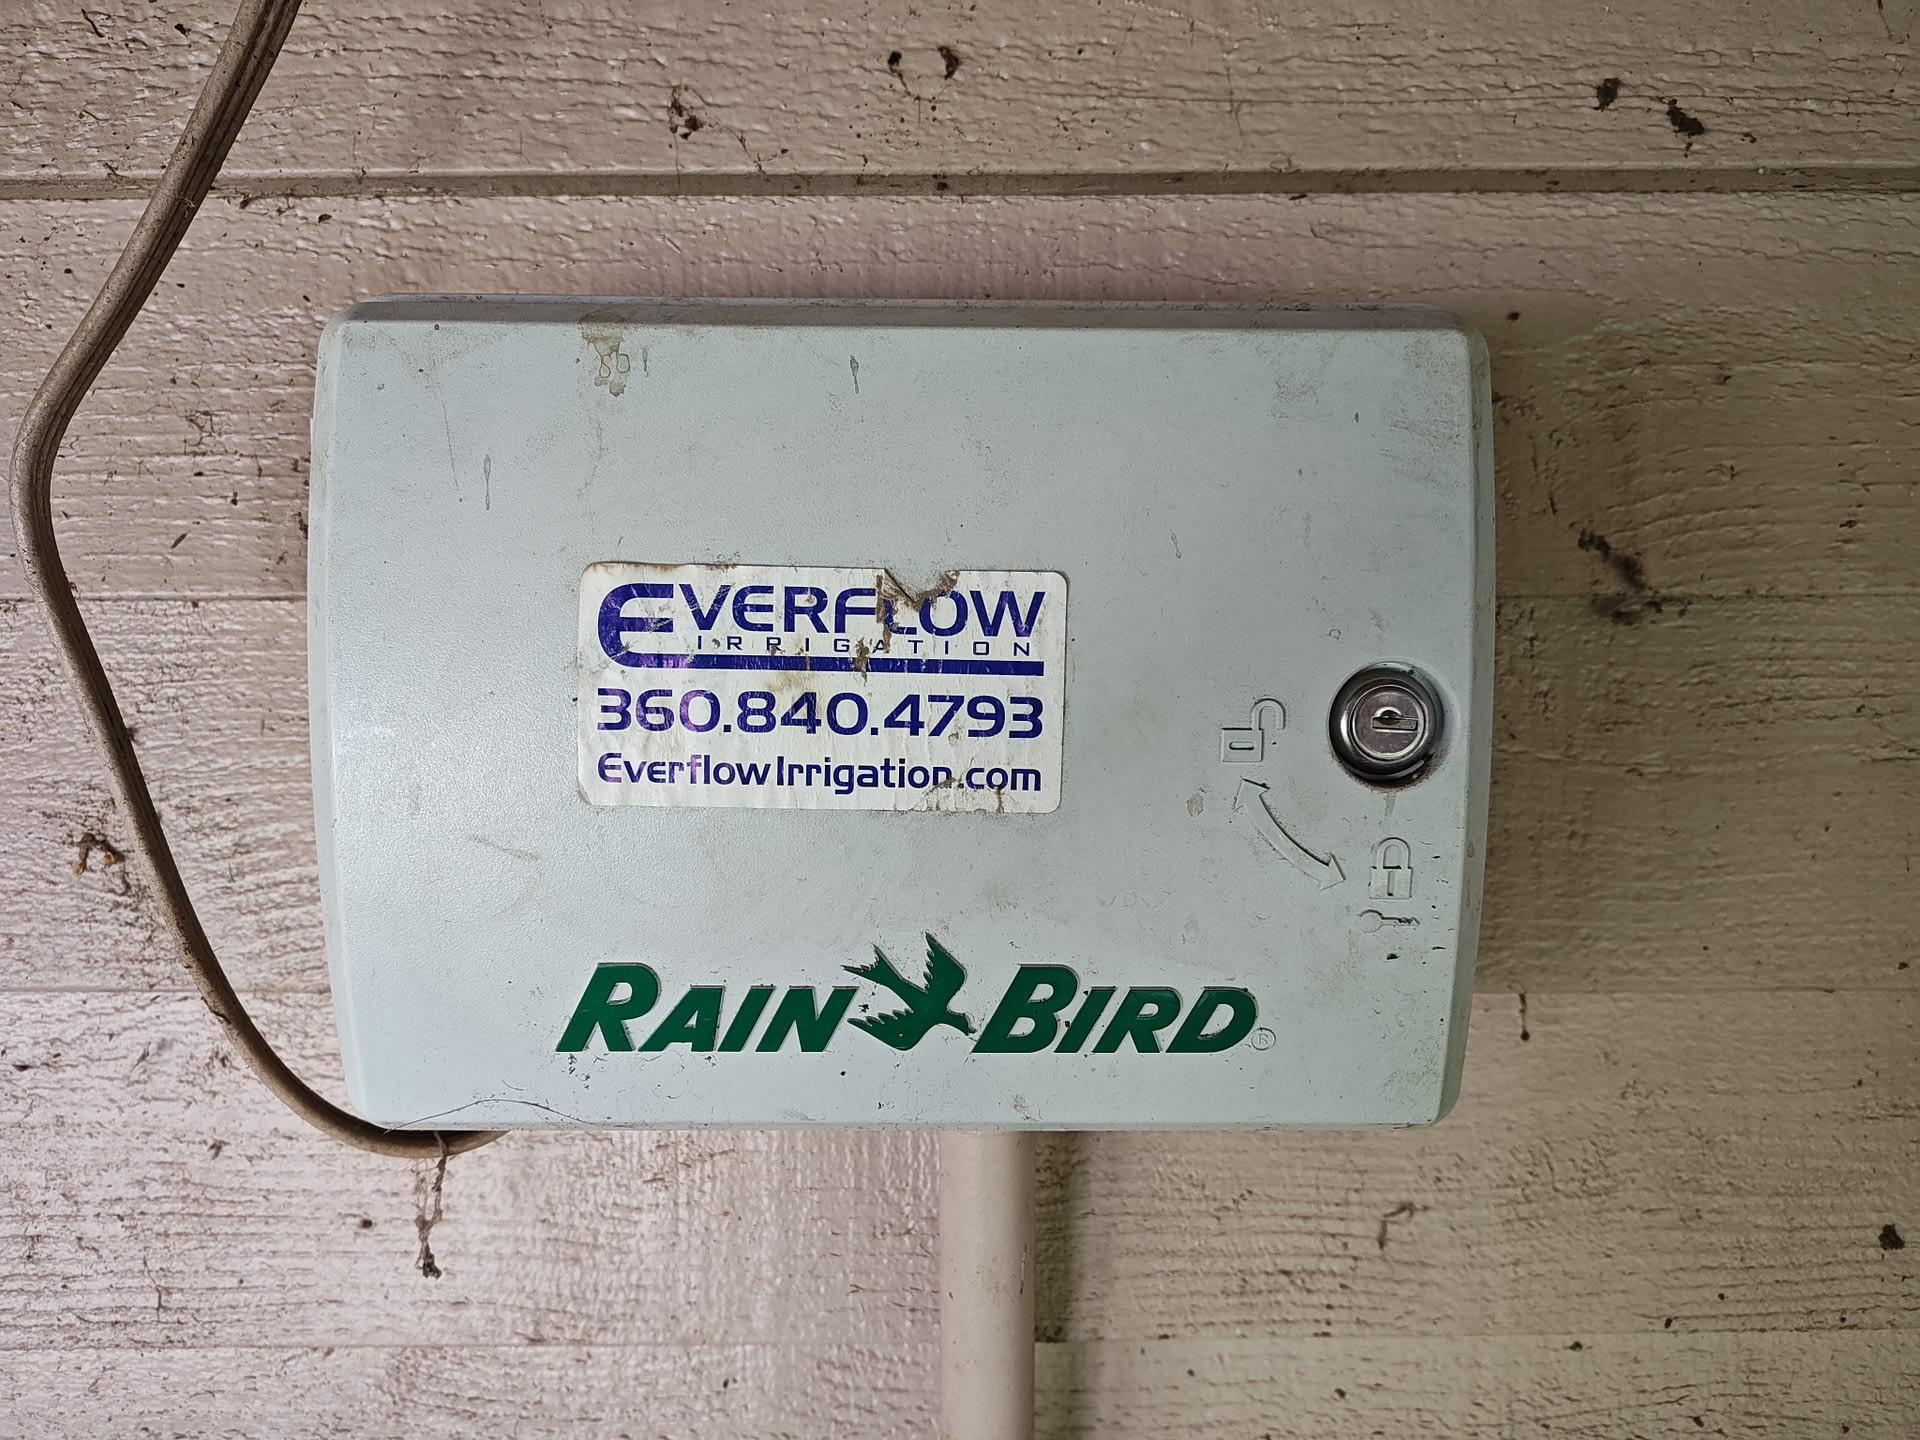 EVERFLOW
IRRIGATION
360.840.4793
EverflowIrrigation.com
RAIN BIRD®